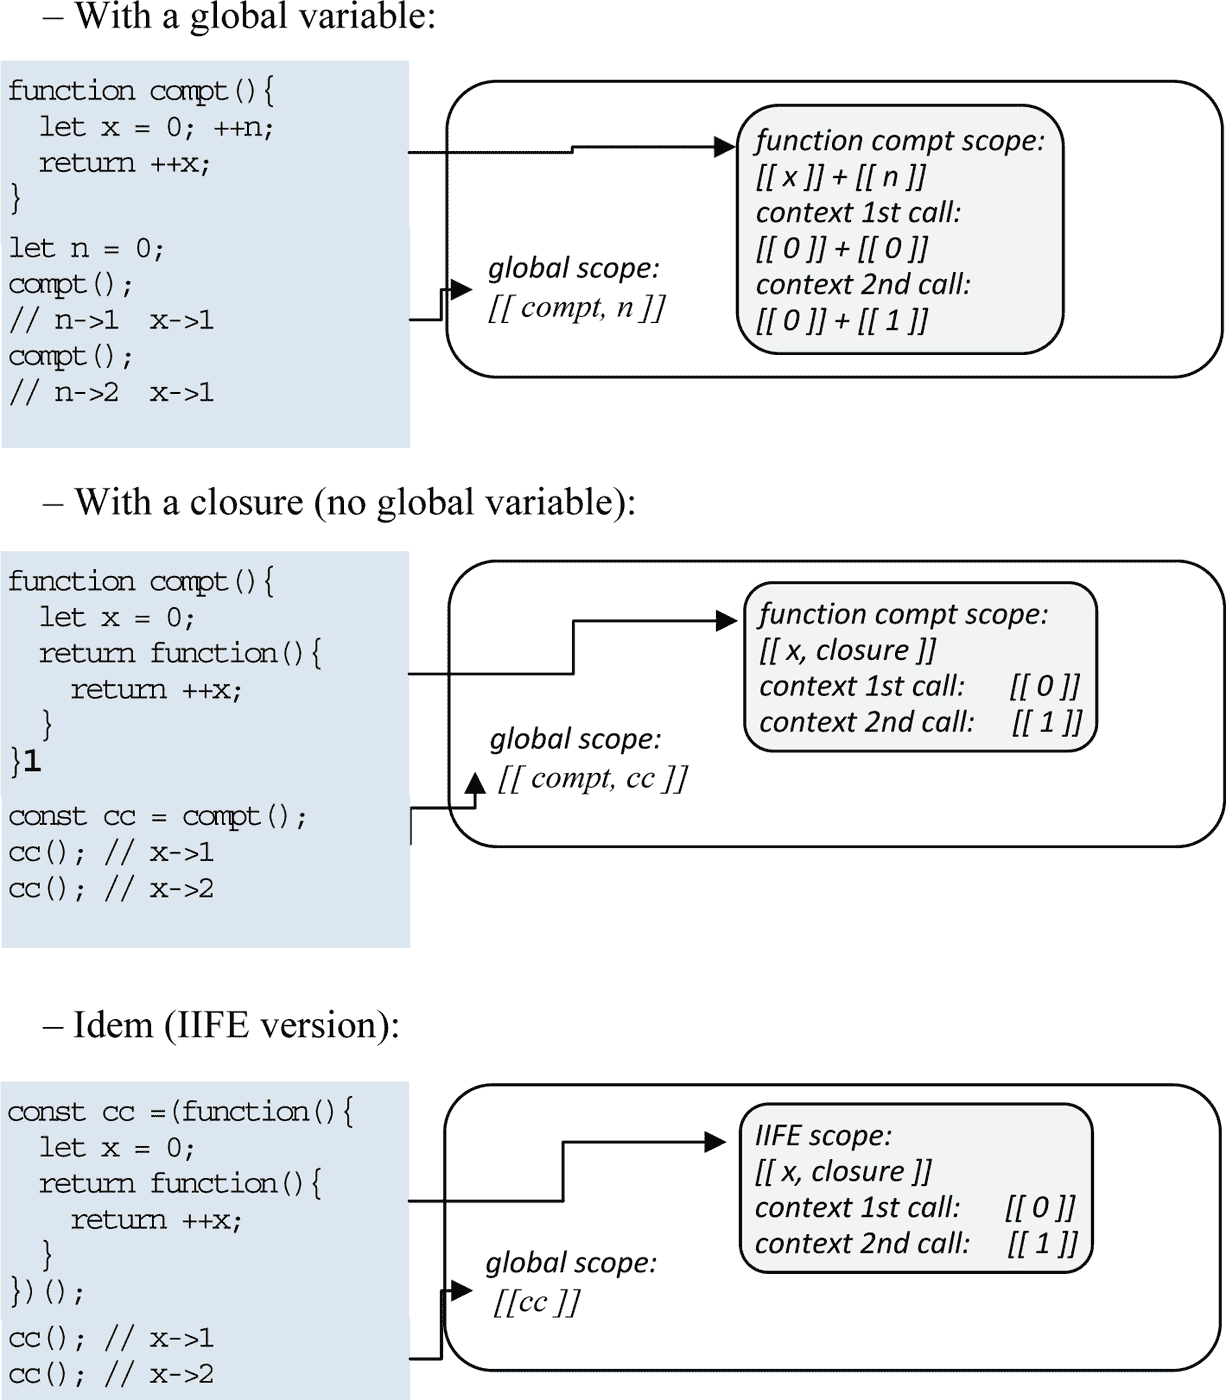 – With a global variable:
function compt(){
  let x = 0; ++n;
  return ++x;
}
let n = 0;
compt();
// n->1  x->1
compt();
// n->2  x->1
function compt scope:
[[ x ]] + [[ n ]]
context 1st call:
[[ 0 ]] + [[ 0 ]]
context 2nd call:
[[ 0 ]] + [[ 1 ]]
global scope:
[[ compt, n ]]
– With a closure (no global variable):
function compt(){
  let x = 0;
  return function(){
    return ++x;
  }
}1
const cc = compt();
cc(); // x->1
cc(); // x->2
function compt scope:
[[ x, closure ]]
context 1st call: [[ 0 ]]
context 2nd call: [[ 1 ]]
global scope:
[[ compt, cc ]]
– Idem (IIFE version):
const cc =(function(){
  let x = 0;
  return function(){
    return ++x;
  }
})();
cc(); // x->1
cc(); // x->2
IIFE scope:
[[ x, closure ]]
context 1st call: [[ 0 ]]
context 2nd call: [[ 1 ]]
global scope:
[[cc ]]